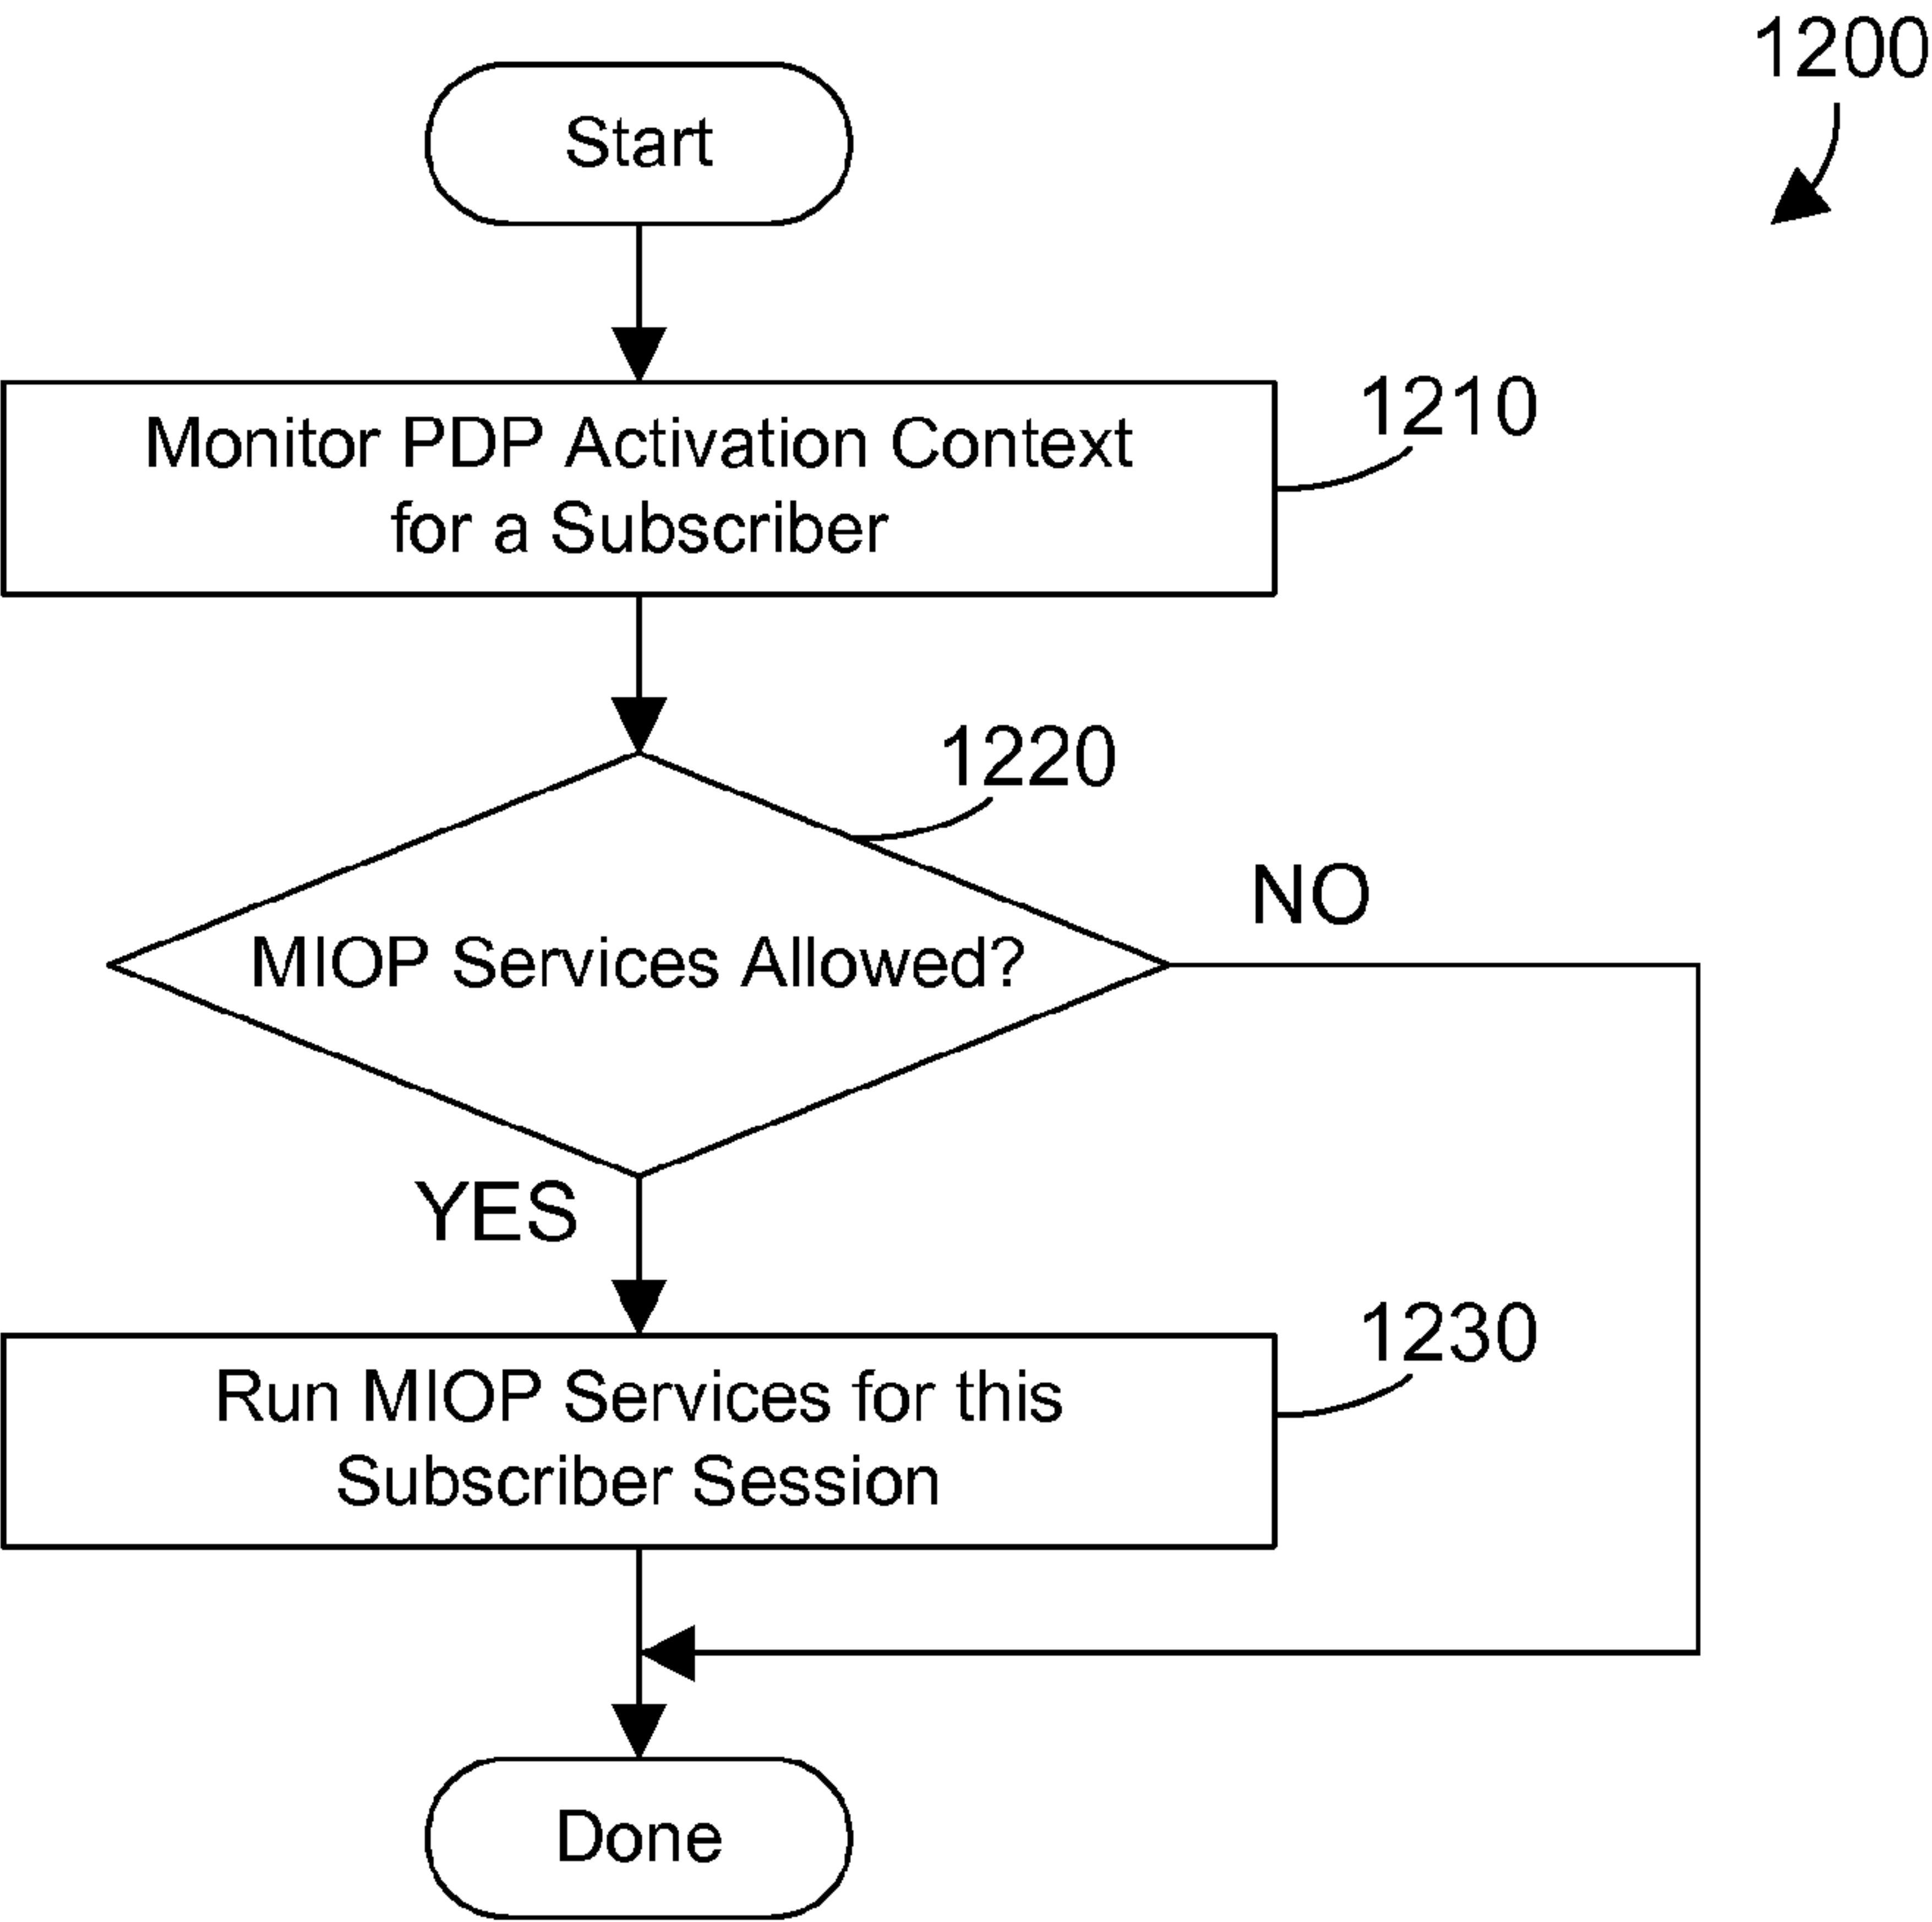 1200
Start
Monitor PDP Activation Context
for a Subscriber
1210
1220
MIOP Services Allowed?
NO
YES
Run MIOP Services for this
Subscriber Session
1230
Done